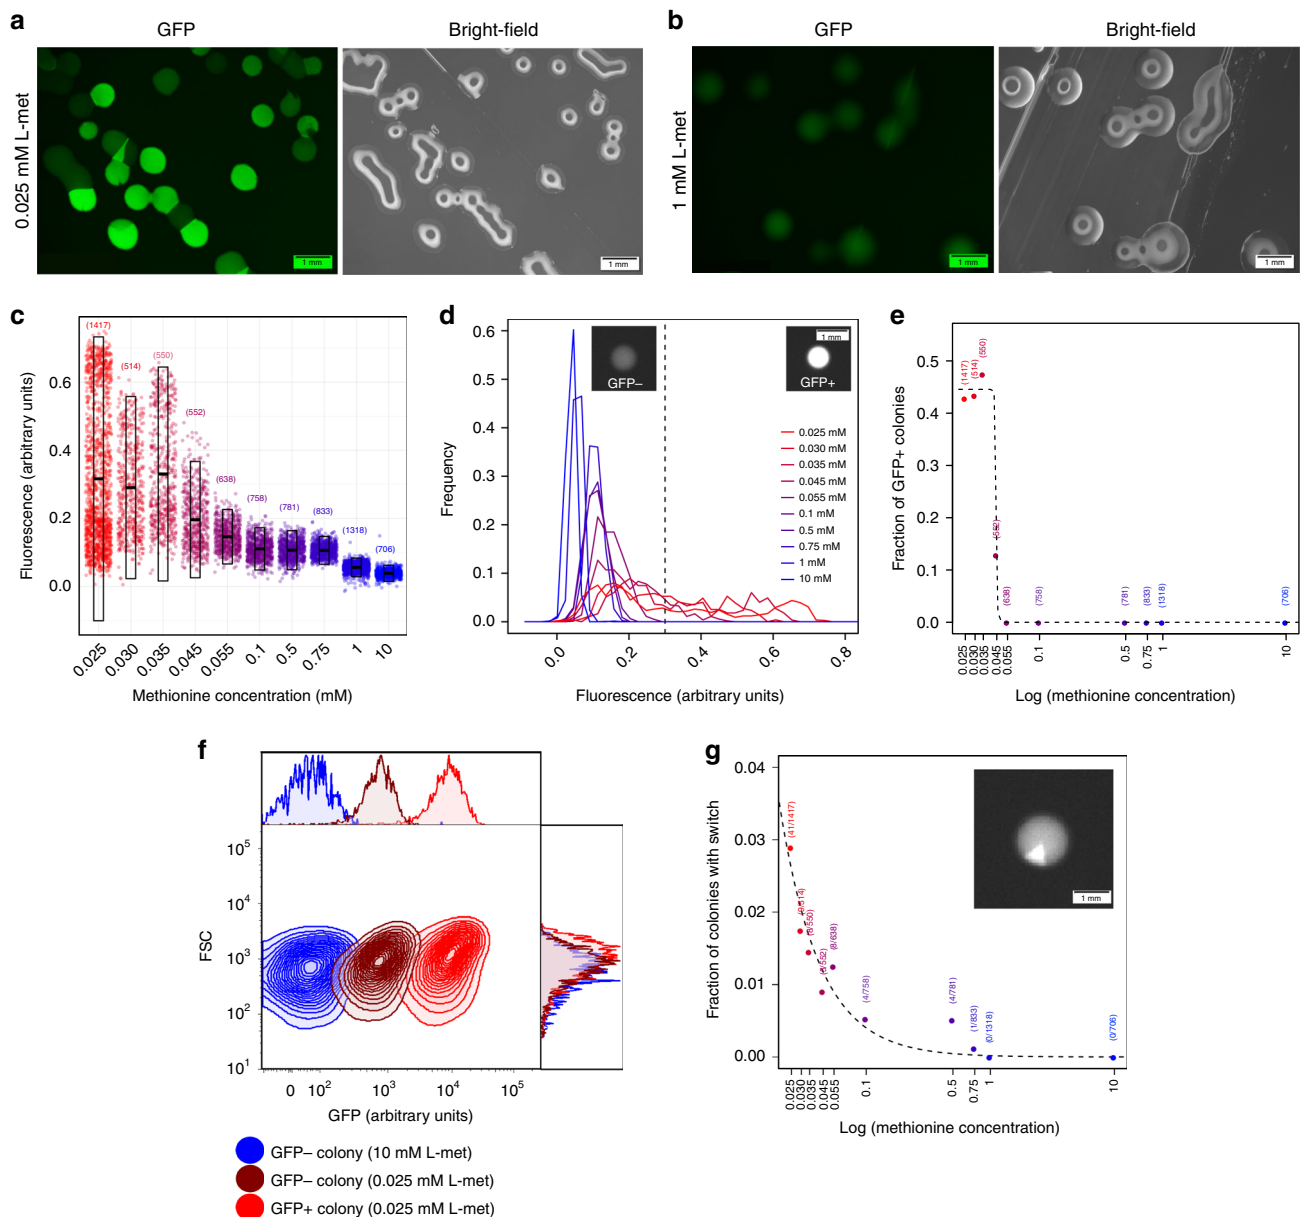 a
GFP
Bright-field
0.025 mM L-met
1 mm
1 mm
b
GFP
Bright-field
1 mM L-met
1 mm
1 mm
c
Fluorescence (arbitrary units)
0.6
0.4
0.2
0.0
(1417)
(514)
(550)
(552)
(638)
(758)
(781)
(833)
(1318)
(706)
0.025
0.030
0.035
0.045
0.055
0.1
0.5
0.75
1
10
Methionine concentration (mM)
d
Frequency
0.6
0.5
0.4
0.3
0.2
0.1
0.0
GFP–
1 mm
GFP+
0.025 mM
0.030 mM
0.035 mM
0.045 mM
0.055 mM
0.1 mM
0.5 mM
0.75 mM
1 mM
10 mM
0.0
0.2
0.4
0.6
0.8
Fluorescence (arbitrary units)
e
Fraction of GFP+ colonies
0.5
0.4
0.3
0.2
0.1
0.0
(1417)
(514)
(550)
(552)
(638)
(758)
(781)
(833)
(1318)
(706)
0.025
0.030
0.035
0.045
0.055
0.1
0.5
0.75
1
10
Log (methionine concentration)
f
FSC
10⁵
10⁴
10³
10²
10¹
0
10²
10³
10⁴
10⁵
GFP (arbitrary units)
GFP– colony (10 mM L-met)
GFP– colony (0.025 mM L-met)
GFP+ colony (0.025 mM L-met)
g
Fraction of colonies with switch
0.04
0.03
0.02
0.01
0.00
(41/1417)
(9/514)
(8/550)
(5/552)
(8/638)
(4/758)
(4/781)
(1/833)
(0/1318)
(0/706)
1 mm
0.025
0.030
0.035
0.045
0.055
0.1
0.5
0.75
1
10
Log (methionine concentration)